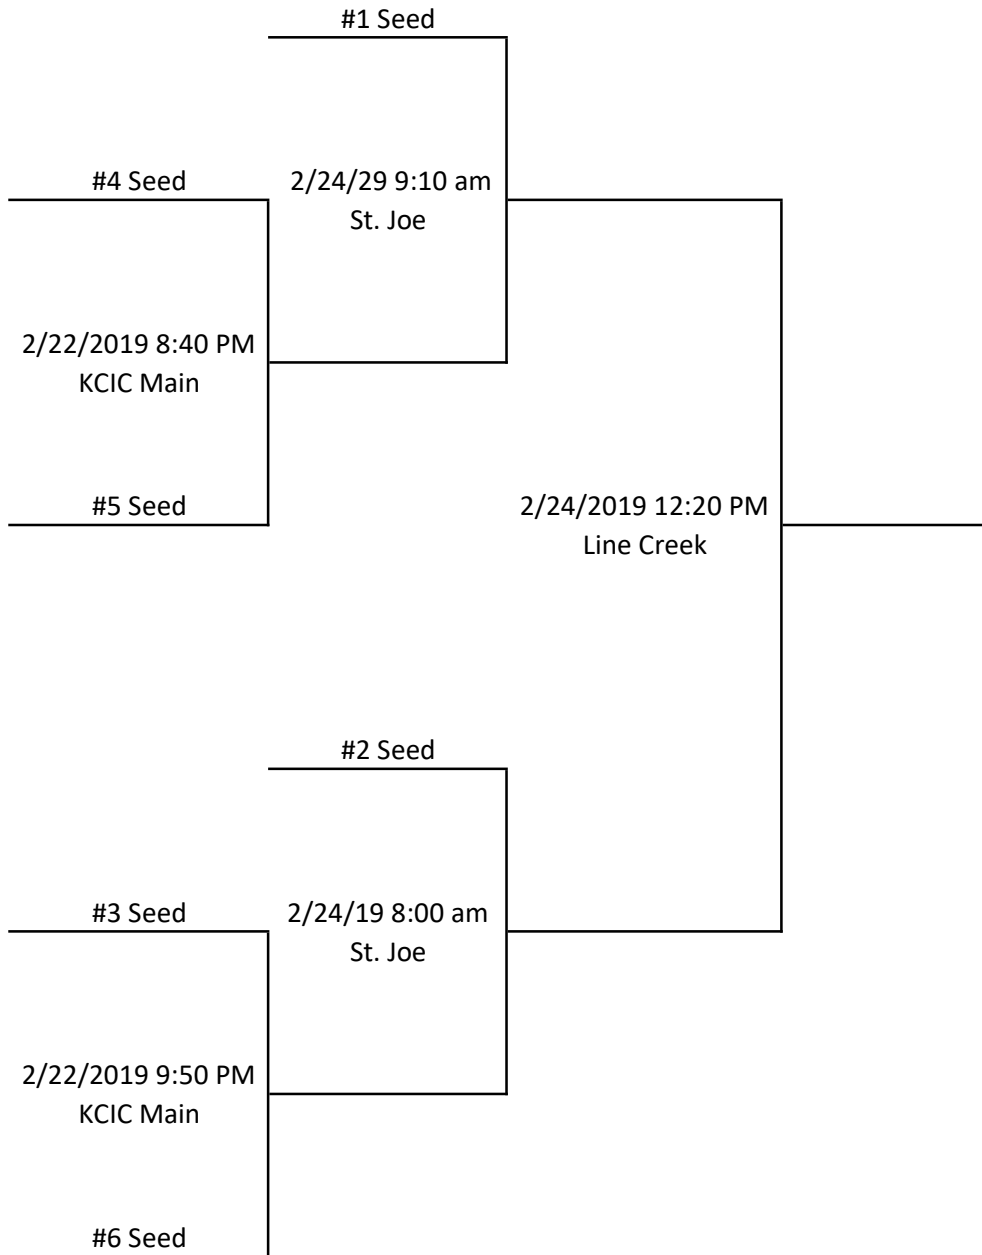 #1 Seed
#4 Seed
2/24/29 9:10 am
St. Joe
2/22/2019 8:40 PM
KCIC Main
#5 Seed
2/24/2019 12:20 PM
Line Creek
#2 Seed
#3 Seed
2/24/19 8:00 am
St. Joe
2/22/2019 9:50 PM
KCIC Main
#6 Seed